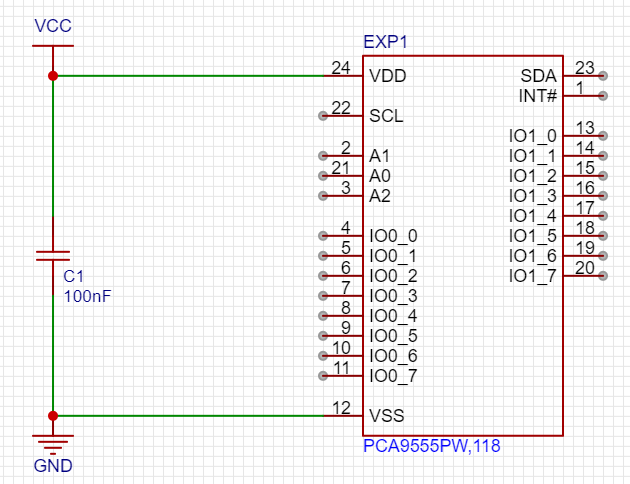 VCC
EXP1
24 VDD
SDA 23
INT# 1
22 SCL
IO1_0 13
2 A1
IO1_1 14
21 A0
IO1_2 15
3 A2
IO1_3 16
IO1_4 17
4 IO0_0
IO1_5 18
5 IO0_1
IO1_6 19
6 IO0_2
IO1_7 20
C1
100nF
7 IO0_3
8 IO0_4
9 IO0_5
10 IO0_6
11 IO0_7
12 VSS
PCA9555PW,118
GND